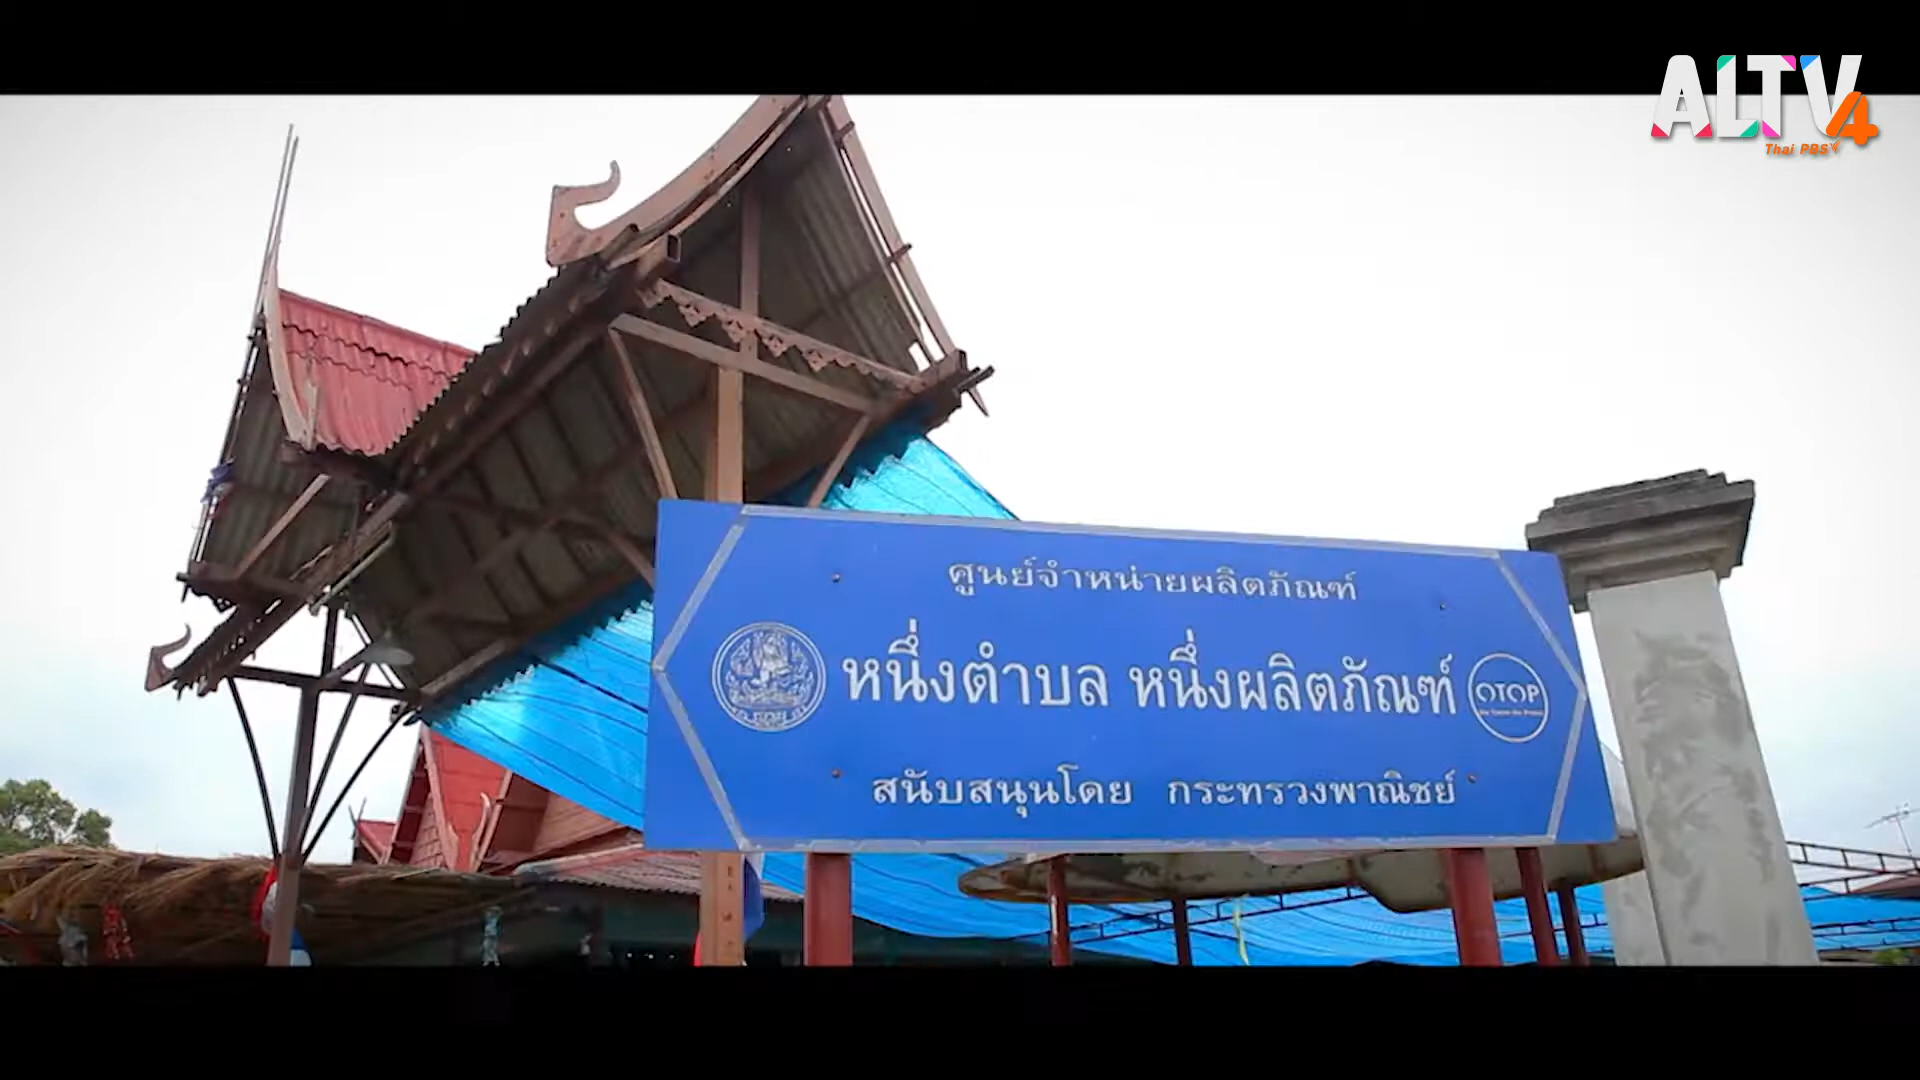 ALTV4
Thai PBS
ศูนย์จำหน่ายผลิตภัณฑ์
หนึ่งตำบล หนึ่งผลิตภัณฑ์
OTOP
สนับสนุนโดย กระทรวงพาณิชย์